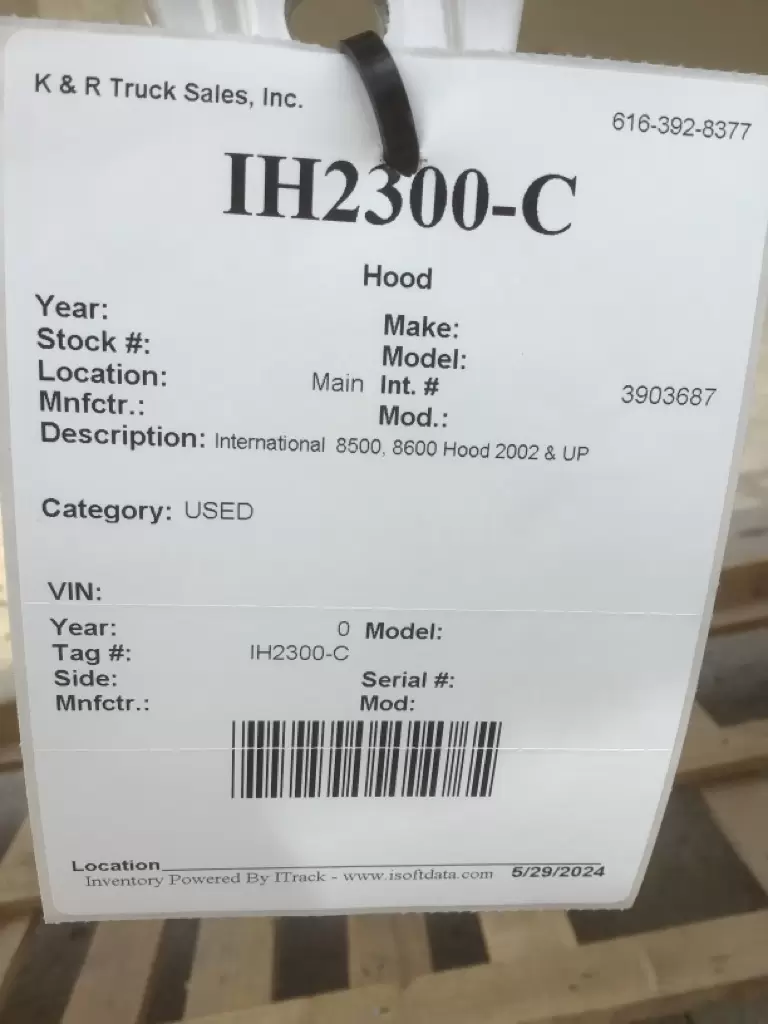 K & R Truck Sales, Inc.
616-392-8377
IH2300-C
Hood
Year:
Make:
Stock #:
Model:
Location: Main Int. # 3903687
Mnfctr.:
Mod.:
Description: International 8500, 8600 Hood 2002 & UP
Category: USED
VIN:
Year: 0 Model:
Tag #: IH2300-C
Side: Serial #:
Mnfctr.: Mod:
Location
Inventory Powered By ITrack - www.isoftdata.com 5/29/2024